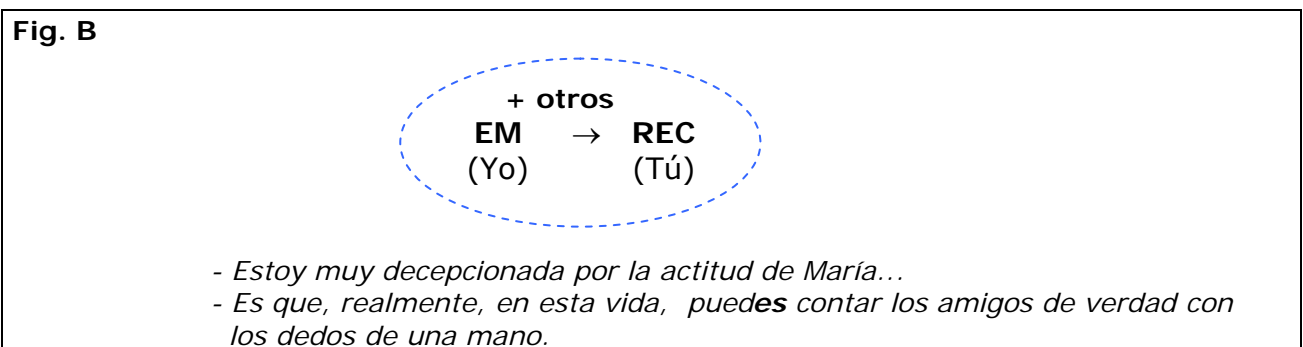 Fig. B
+ otros
EM → REC
(Yo) (Tú)
- Estoy muy decepcionada por la actitud de María...
- Es que, realmente, en esta vida, puedes contar los amigos de verdad con
los dedos de una mano.